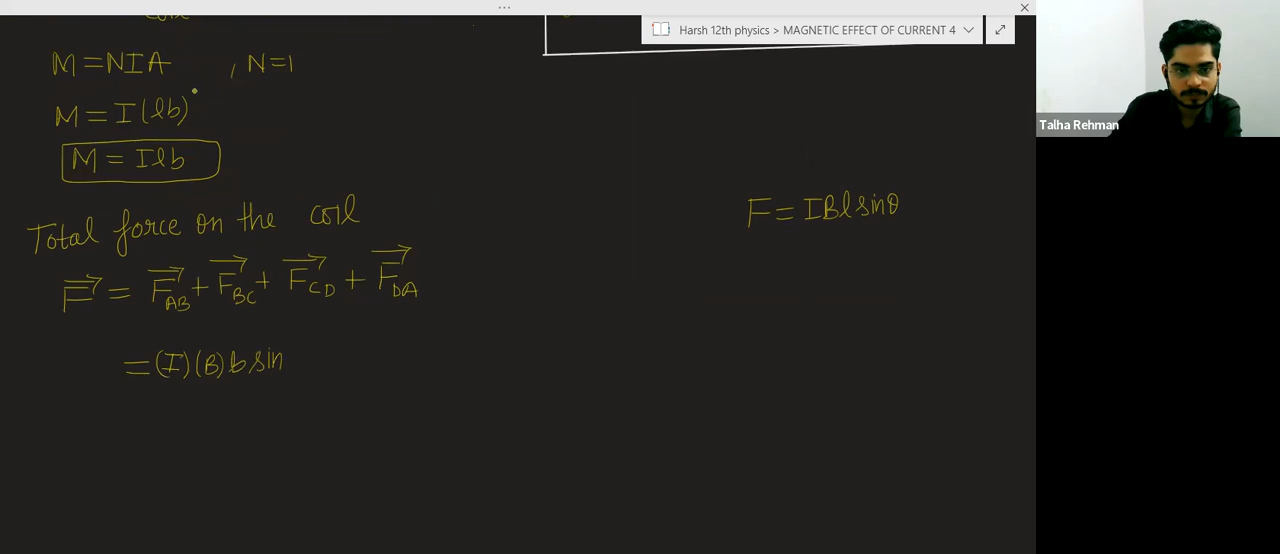 coil
Harsh 12th physics > MAGNETIC EFFECT OF CURRENT 4
M = NIA , N=1
M = I(lb)
M = Ilb
Talha Rehman
Total force on the coil
F = IBl sinθ
F⃗ = F⃗AB + F⃗BC + F⃗CD + F⃗DA
= (I)(B) b sin